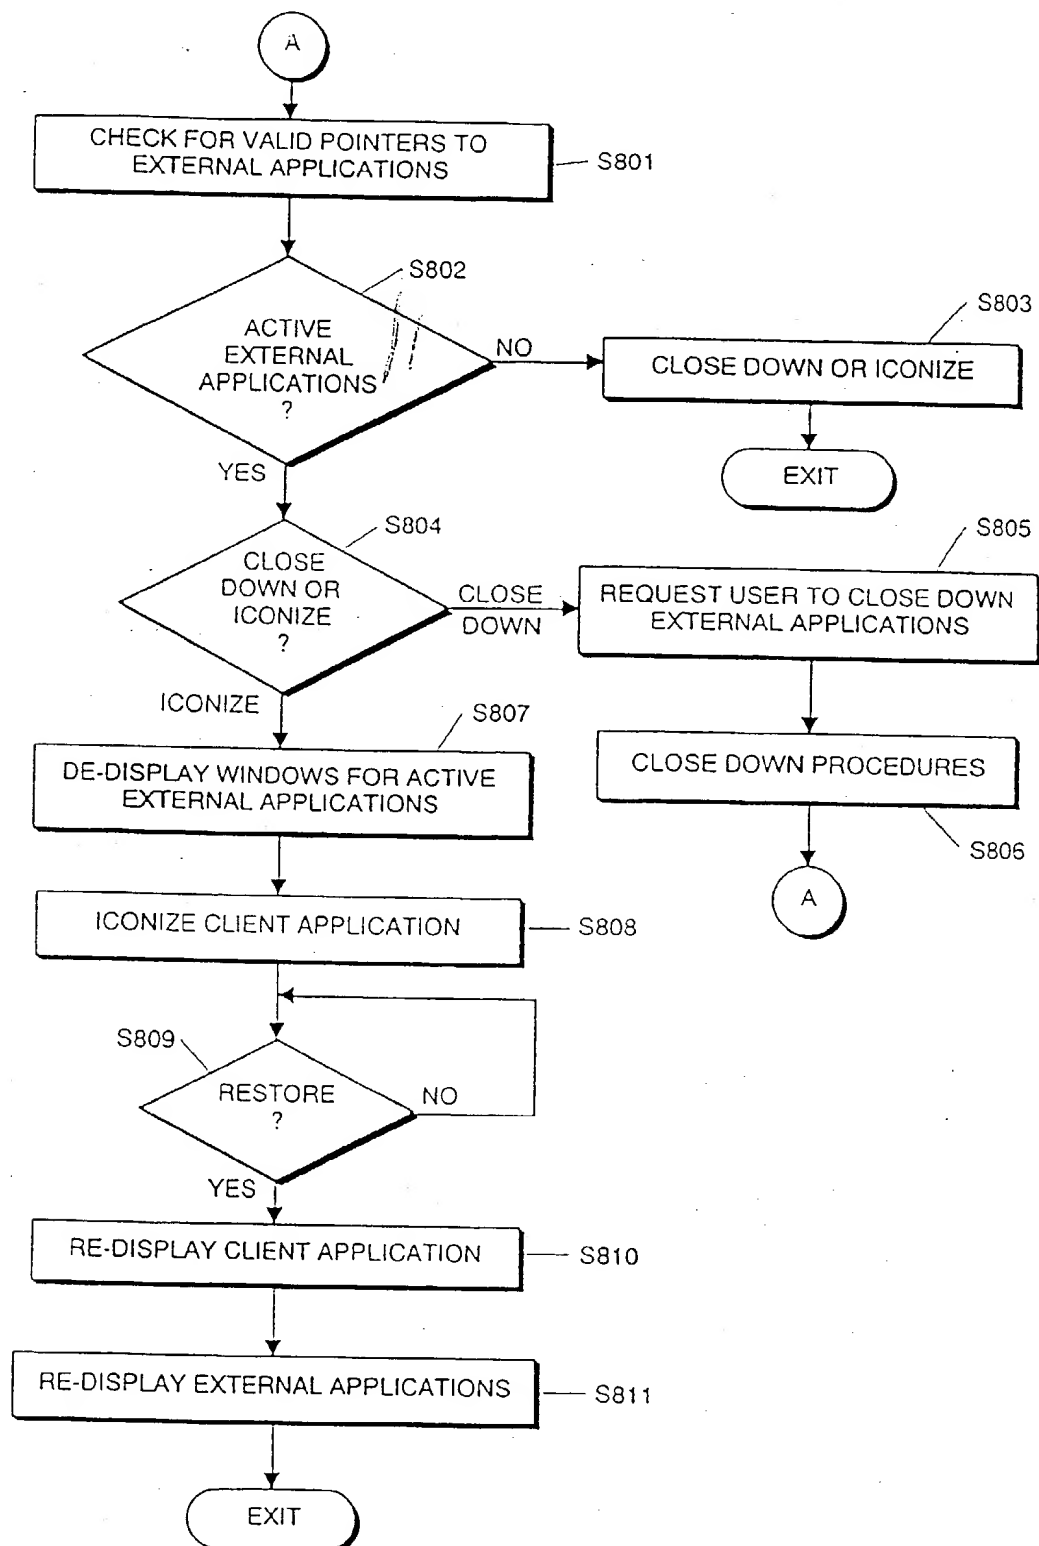 A
CHECK FOR VALID POINTERS TO
EXTERNAL APPLICATIONS
S801
S802
ACTIVE
EXTERNAL
APPLICATIONS
?
NO
YES
S803
CLOSE DOWN OR ICONIZE
EXIT
S804
CLOSE
DOWN OR
ICONIZE
?
CLOSE
DOWN
ICONIZE
S805
REQUEST USER TO CLOSE DOWN
EXTERNAL APPLICATIONS
CLOSE DOWN PROCEDURES
S806
A
S807
DE-DISPLAY WINDOWS FOR ACTIVE
EXTERNAL APPLICATIONS
ICONIZE CLIENT APPLICATION
S808
S809
RESTORE
?
NO
YES
RE-DISPLAY CLIENT APPLICATION
S810
RE-DISPLAY EXTERNAL APPLICATIONS
S811
EXIT